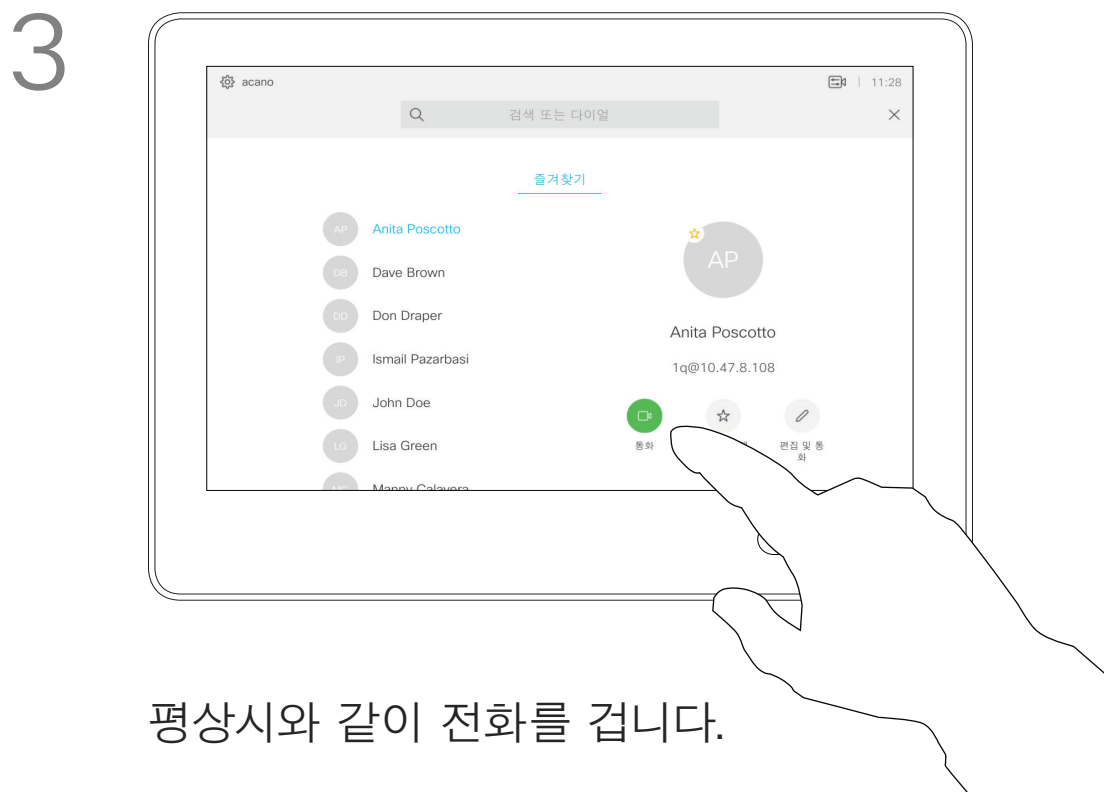 3
acano
11:28
검색 또는 다이얼
즐겨찾기
AP Anita Poscotto
DB Dave Brown
DD Don Draper
IP Ismail Pazarbasi
JD John Doe
LG Lisa Green
MC Manny Calavera
AP
Anita Poscotto
1q@10.47.8.108
통화
편집 및 통
화
평상시와 같이 전화를 겁니다.